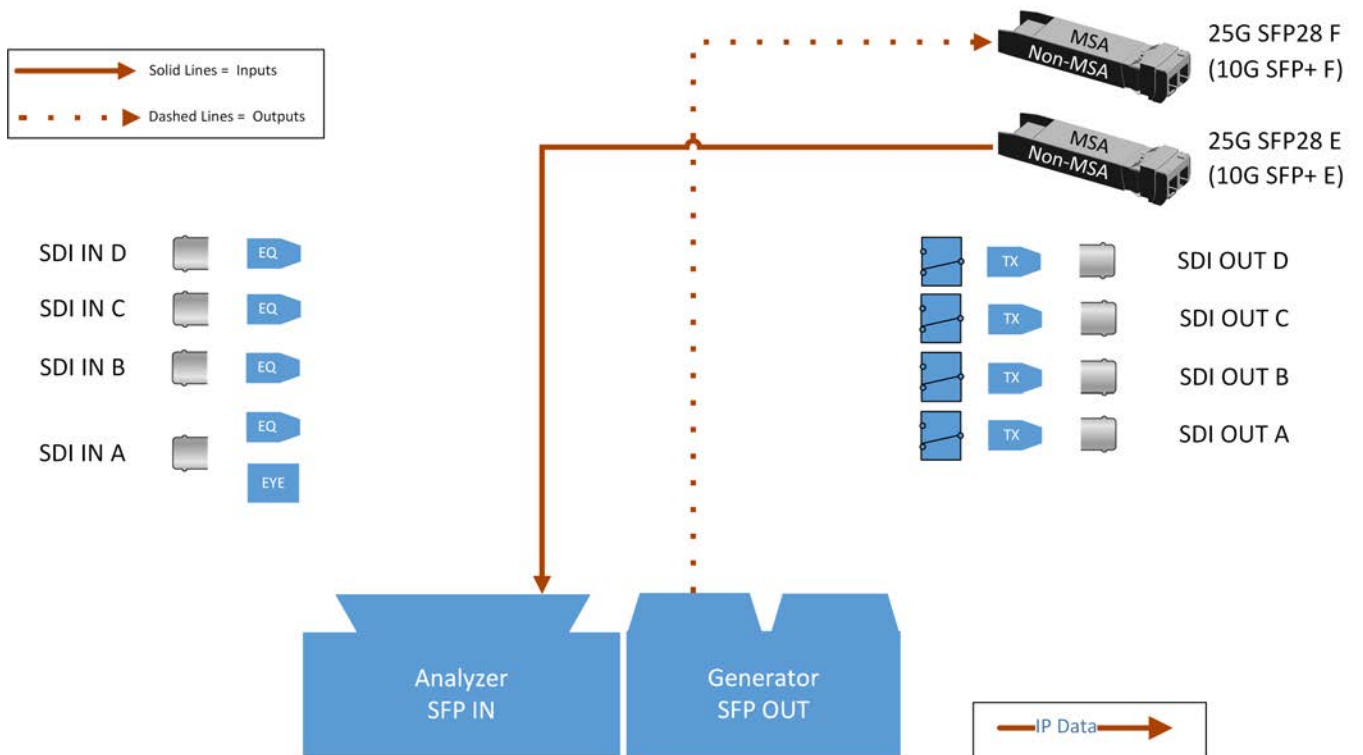 MSA
Non-MSA
25G SFP28 F
(10G SFP+ F)
Solid Lines = Inputs
Dashed Lines = Outputs
MSA
Non-MSA
25G SFP28 E
(10G SFP+ E)
SDI IN D
EQ
TX
SDI OUT D
SDI IN C
EQ
TX
SDI OUT C
SDI IN B
EQ
TX
SDI OUT B
SDI IN A
EQ
EYE
TX
SDI OUT A
Analyzer
SFP IN
Generator
SFP OUT
IP Data